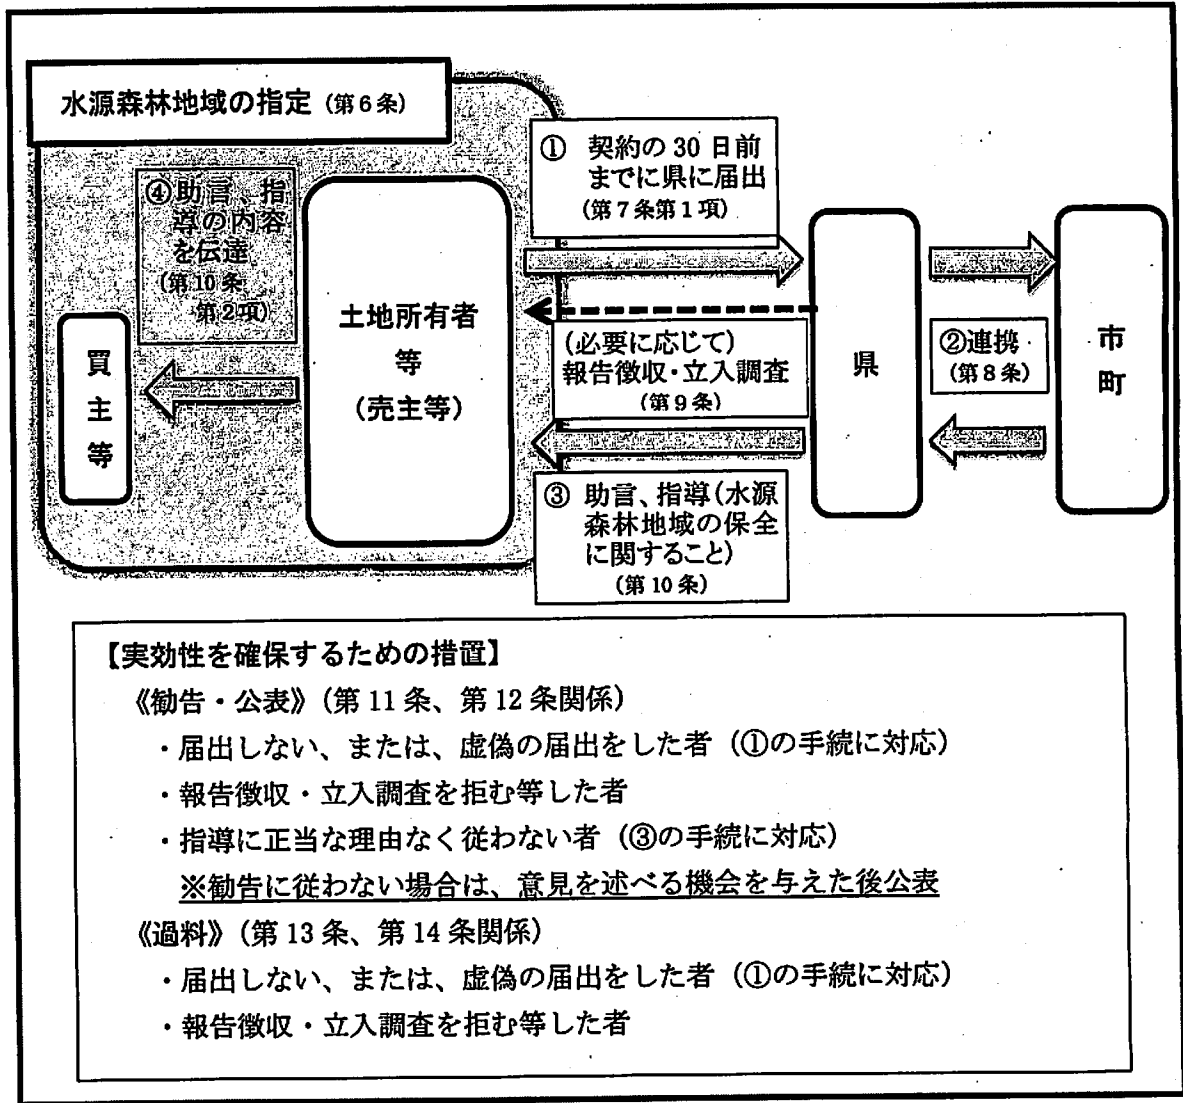 水源森林地域の指定（第６条）
① 契約の30日前
までに県に届出
（第７条第１項）
④助言、指
導の内容
を伝達
（第10条
第２項）
買主等
土地所有者
等
（売主等）
（必要に応じて）
報告徴収・立入調査
（第９条）
県
②連携
（第８条）
市町
③ 助言、指導（水源
森林地域の保全
に関すること）
（第10条）
【実効性を確保するための措置】
《勧告・公表》（第11条、第12条関係）
・届出しない、または、虚偽の届出をした者（①の手続に対応）
・報告徴収・立入調査を拒む等した者
・指導に正当な理由なく従わない者（③の手続に対応）
※勧告に従わない場合は、意見を述べる機会を与えた後公表
《過料》（第13条、第14条関係）
・届出しない、または、虚偽の届出をした者（①の手続に対応）
・報告徴収・立入調査を拒む等した者